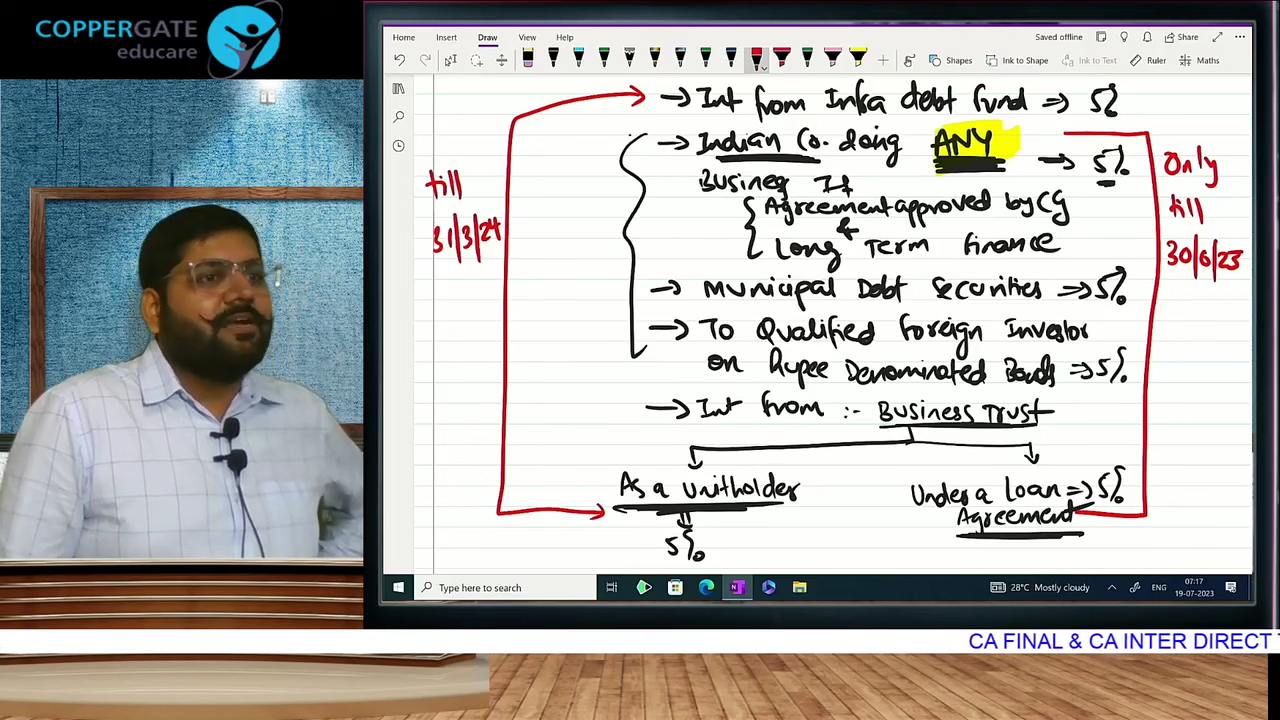 COPPERGATE
educare
Home Insert Draw View Help
Saved offline
Share
Shapes
Ink to Shape
Ink to Text
Ruler
Maths
→ Int from Infra debt fund ⇒ 5%
→ Indian Co. doing ANY → 5%
Business If
Agreement approved by CG
&
Long Term finance
→ Municipal Debt Securities ⇒ 5%
→ To Qualified Foreign Investor
on Rupee Denominated Bonds ⇒ 5%
→ Int from :- Business Trust
As a unitholder
5%
Under a loan ⇒ 5%
Agreement
till
31/3/24
Only
till
30/6/23
Type here to search
28°C Mostly cloudy
ENG
07:17
19-07-2023
CA FINAL & CA INTER DIRECT